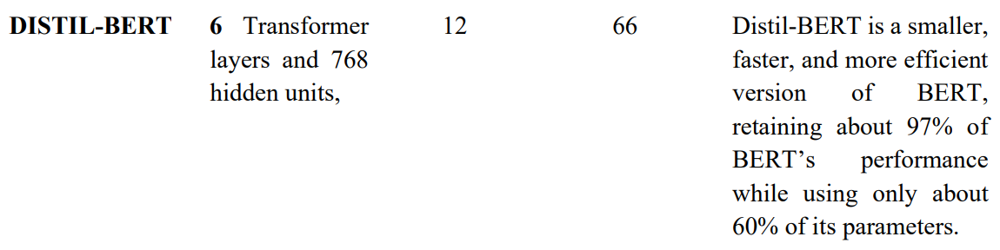 DISTIL-BERT 6 Transformer 12 66 Distil-BERT is a smaller,
layers and 768 faster, and more efficient
hidden units, version of BERT,
retaining about 97% of
BERT’s performance
while using only about
60% of its parameters.